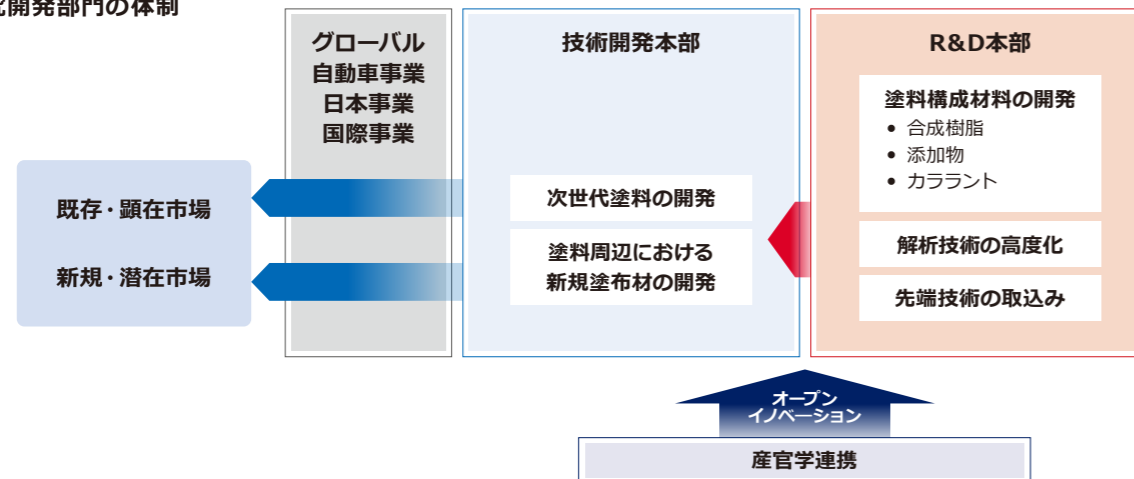 開発部門の体制
グローバル
自動車事業
日本事業
国際事業
技術開発本部
R&D本部
塗料構成材料の開発
• 合成樹脂
• 添加物
• カララント
既存・顕在市場
新規・潜在市場
次世代塗料の開発
塗料周辺における
新規塗布材の開発
解析技術の高度化
先端技術の取込み
オープン
イノベーション
産官学連携